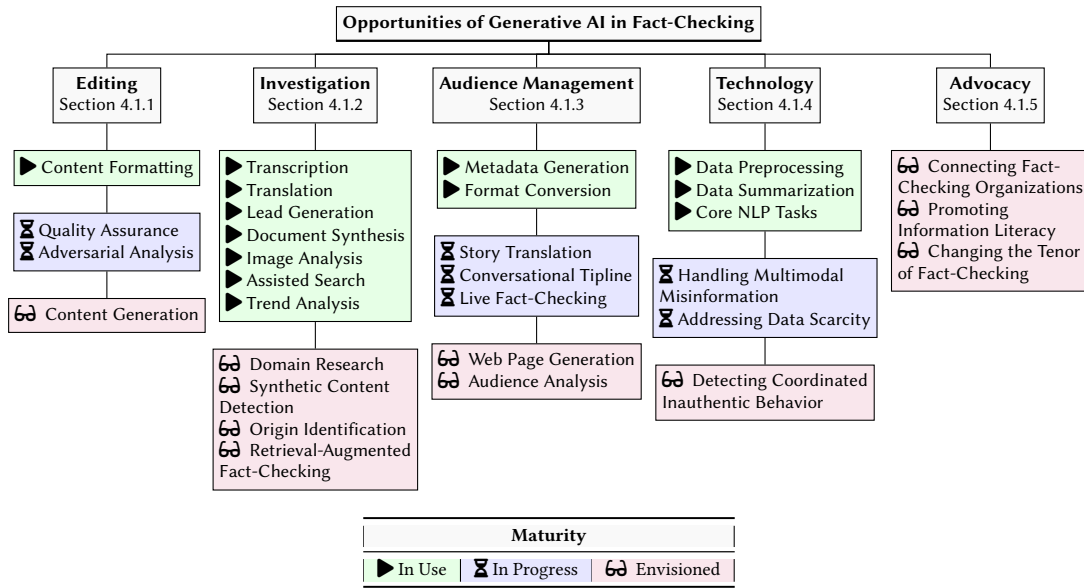 Opportunities of Generative AI in Fact-Checking
Editing
Section 4.1.1
Content Formatting
Quality Assurance
Adversarial Analysis
Content Generation
Investigation
Section 4.1.2
Transcription
Translation
Lead Generation
Document Synthesis
Image Analysis
Assisted Search
Trend Analysis
Domain Research
Synthetic Content
Detection
Origin Identification
Retrieval-Augmented
Fact-Checking
Audience Management
Section 4.1.3
Metadata Generation
Format Conversion
Story Translation
Conversational Tipline
Live Fact-Checking
Web Page Generation
Audience Analysis
Technology
Section 4.1.4
Data Preprocessing
Data Summarization
Core NLP Tasks
Handling Multimodal
Misinformation
Addressing Data Scarcity
Detecting Coordinated
Inauthentic Behavior
Advocacy
Section 4.1.5
Connecting Fact-
Checking Organizations
Promoting
Information Literacy
Changing the Tenor
of Fact-Checking
Maturity
In Use
In Progress
Envisioned